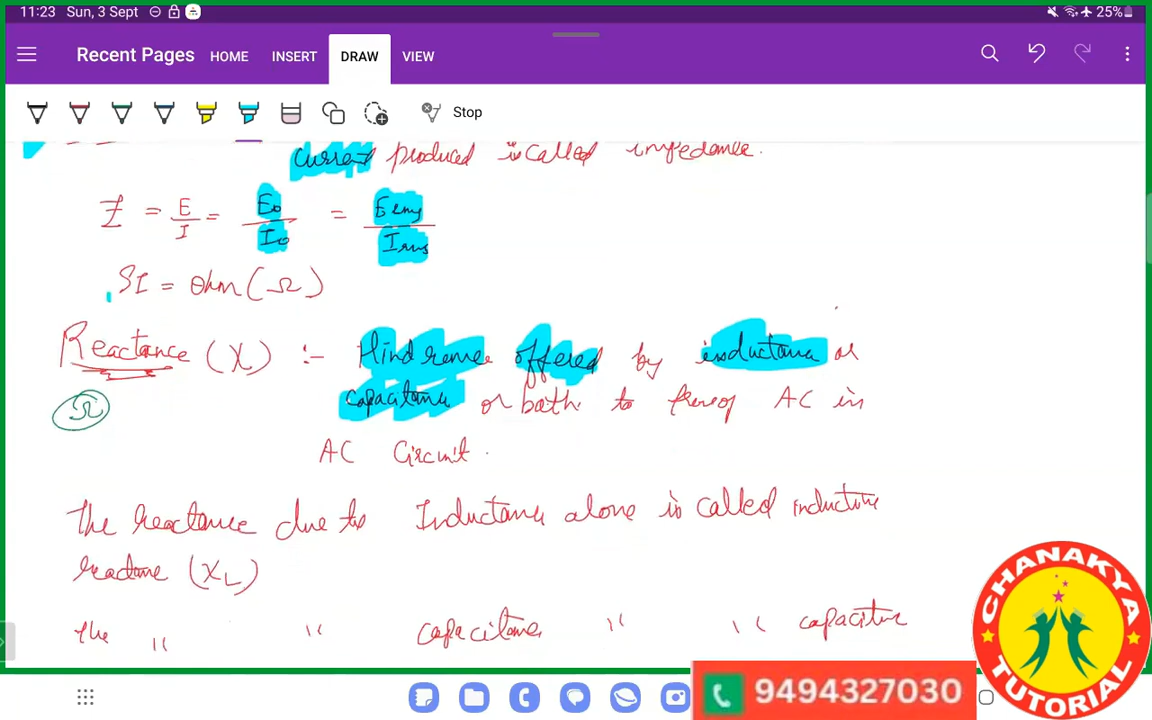 11:23 Sun, 3 Sept 25%
Recent Pages HOME INSERT DRAW VIEW
Stop
current produced is called impedance.
Z = E/I = E₀/I₀ = Erms/Irms
SI = ohm (Ω)
Reactance (X) :- Hindrance offered by inductance or
Ω capacitance or both to flow of AC in
AC Circuit.
The reactance due to Inductance alone is called inductive
reactance (XL)
The " " capacitance " " capacitive
CHANAKYA
TUTORIAL
9494327030